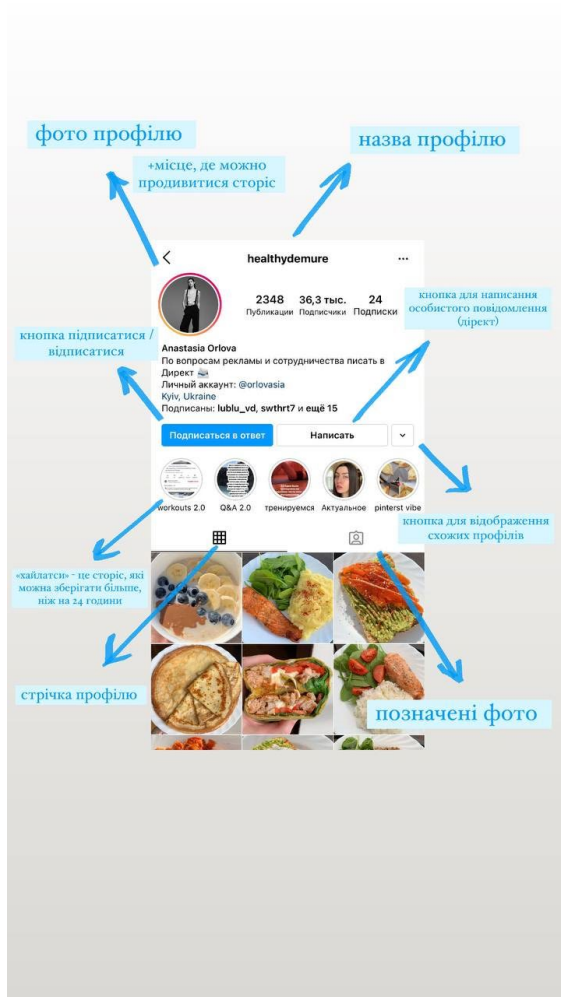 фото профілю
назва профілю
+місце, де можно
продивитися сторіс
healthydemure
2348
36,3 тыс.
24
Публикации
Подписчики
Подписки
кнопка для написання
особистого повідомлення
(дірект)
кнопка підписатися /
відписатися
Anastasia Orlova
По вопросам рекламы и сотрудничества писать в
Директ
Личный аккаунт: @orlovasia
Kyiv, Ukraine
Подписаны: lublu_vd, swthrt7 и ещё 15
Подписаться в ответ
Написать
workouts 2.0
Q&A 2.0
тренируемся
Актуальное
pinterst vibe
кнопка для відображення
схожих профілів
«хайлатси» - це сторіс, які
можна зберігати більше,
ніж на 24 години
стрічка профілю
позначені фото